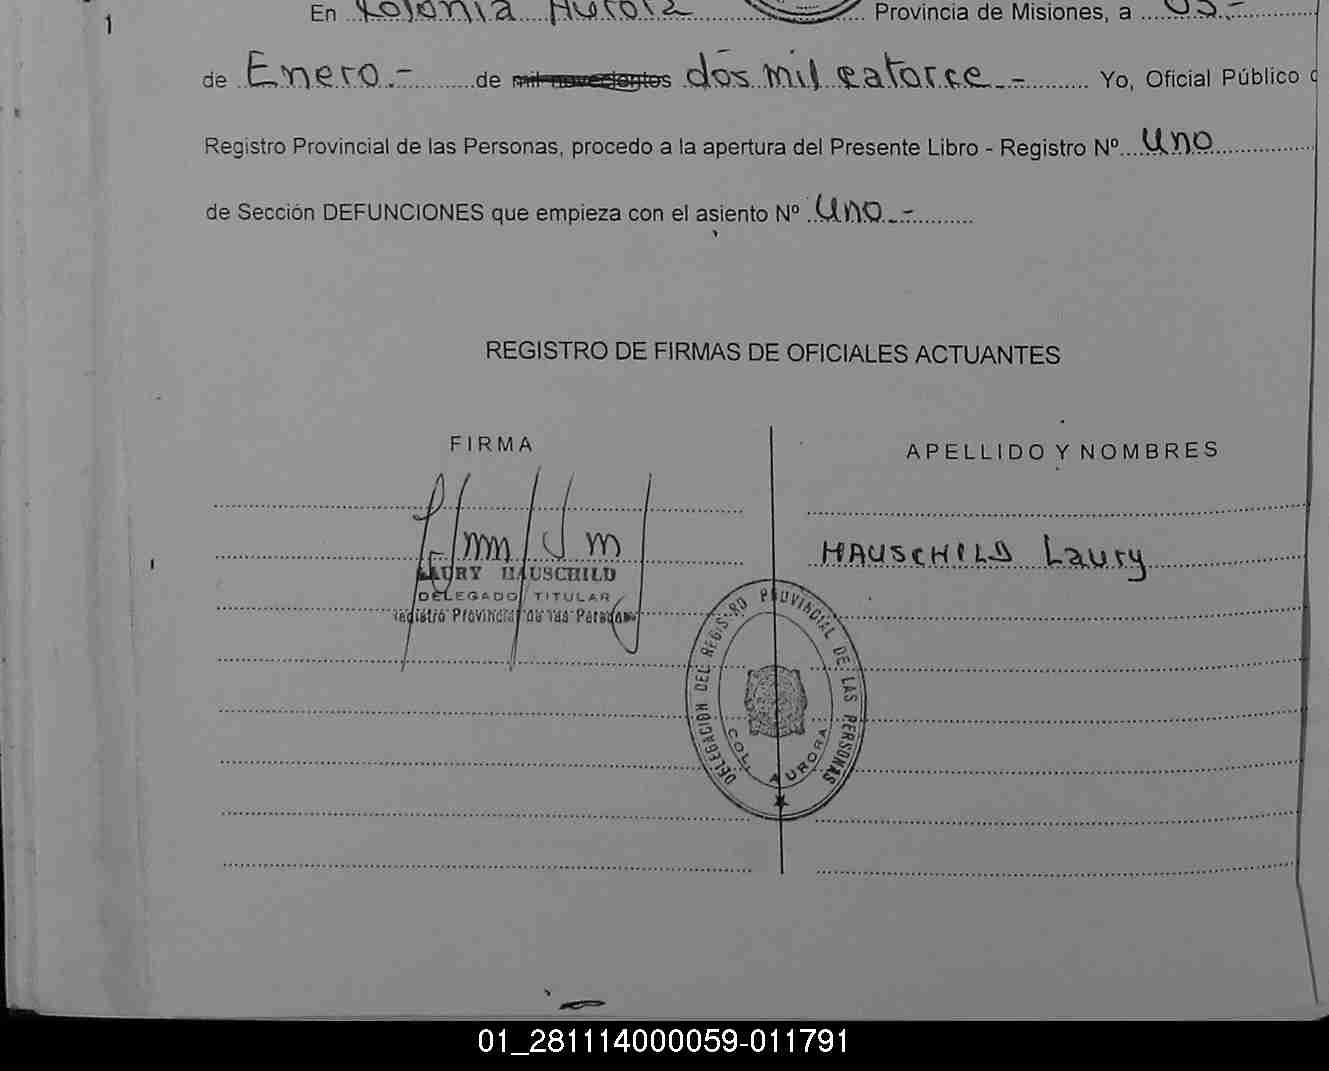 1
En Kolonia Aurora Provincia de Misiones, a 03.-
de Enero.- de mil novecientos dos mil catorce.- Yo, Oficial Público
Registro Provincial de las Personas, procedo a la apertura del Presente Libro - Registro Nº Uno
de Sección DEFUNCIONES que empieza con el asiento Nº Uno.-
REGISTRO DE FIRMAS DE OFICIALES ACTUANTES
FIRMA
APELLIDO Y NOMBRES
HAUSCHILD Laury
LAURY HAUSCHILD
DELEGADO TITULAR
Registro Provincial de las Personas
DELEGACIÓN DEL REGISTRO PROVINCIAL DE LAS PERSONAS
COL. AURORA
01_281114000059-011791